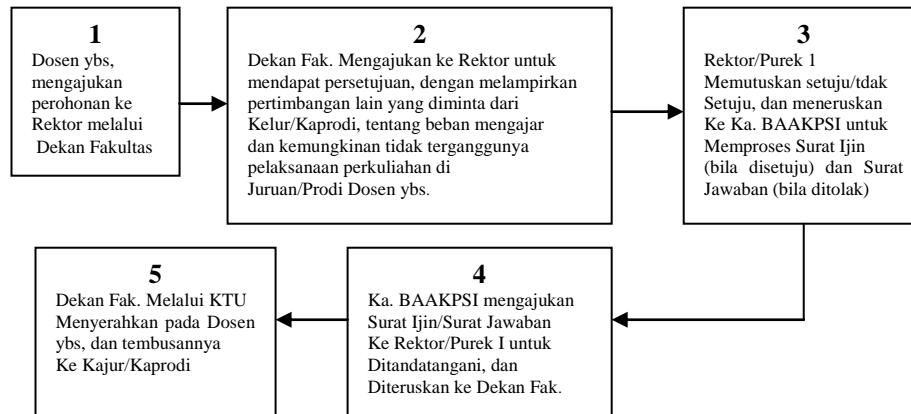 1
Dosen ybs,
mengajukan
perohonan ke
Rektor melalui
Dekan Fakultas
2
Dekan Fak. Mengajukan ke Rektor untuk
mendapat persetujuan, dengan melampirkan
pertimbangan lain yang diminta dari
Kelur/Kaprodi, tentang beban mengajar
dan kemungkinan tidak terganggunya
pelaksanaan perkuliahan di
Juruan/Prodi Dosen ybs.
3
Rektor/Purek 1
Memutuskan setuju/tdak
Setuju, dan meneruskan
Ke Ka. BAAKPSI untuk
Memproses Surat Ijin
(bila disetuju) dan Surat
Jawaban (bila ditolak)
4
Ka. BAAKPSI mengajukan
Surat Ijin/Surat Jawaban
Ke Rektor/Purek I untuk
Ditandatangani, dan
Diteruskan ke Dekan Fak.
5
Dekan Fak. Melalui KTU
Menyerahkan pada Dosen
ybs, dan tembusannya
Ke Kajur/Kaprodi